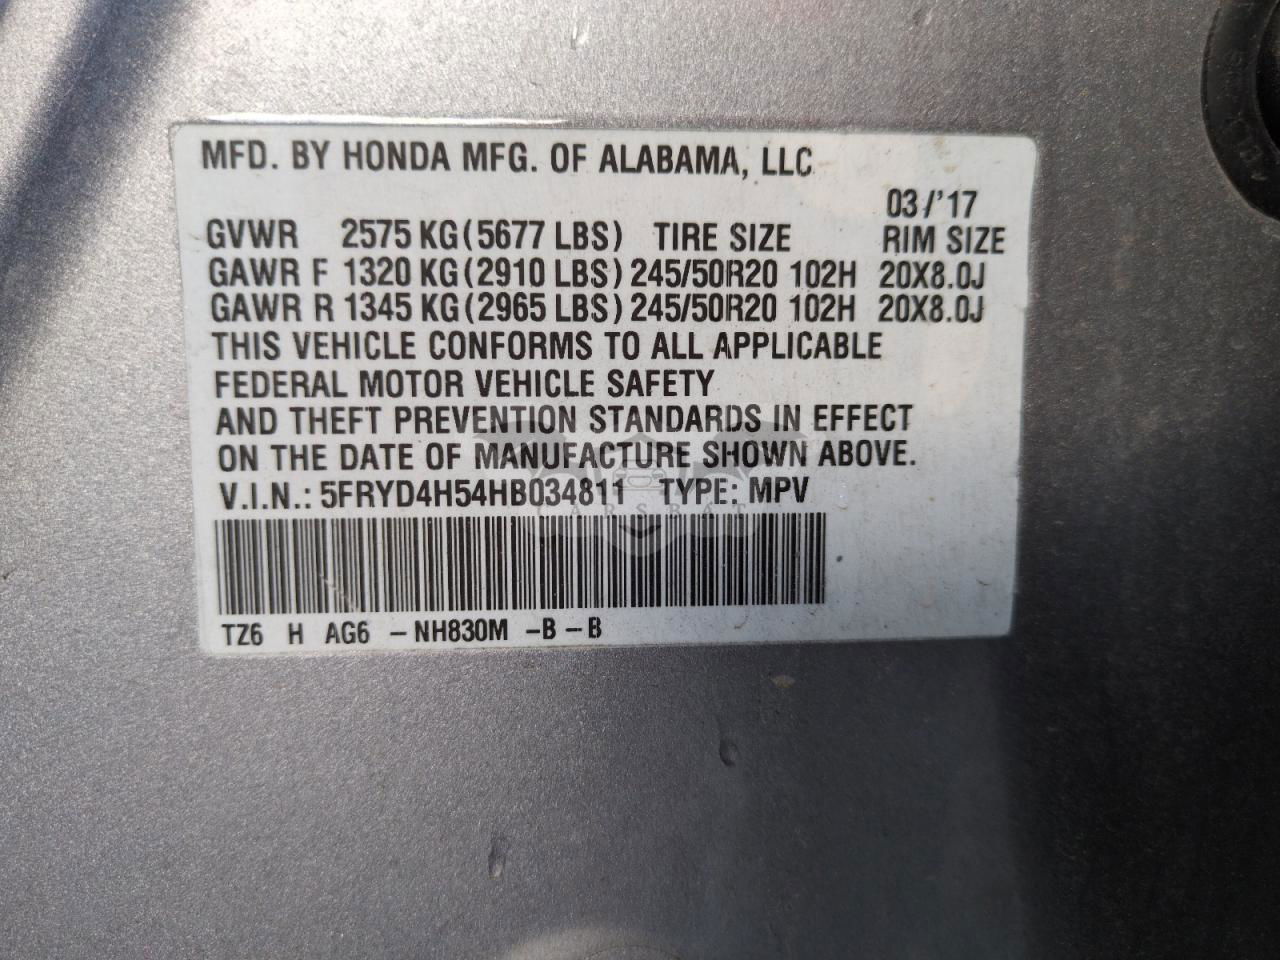 MFD. BY HONDA MFG. OF ALABAMA, LLC
03/'17
GVWR 2575 KG (5677 LBS) TIRE SIZE RIM SIZE
GAWR F 1320 KG (2910 LBS) 245/50R20 102H 20X8.0J
GAWR R 1345 KG (2965 LBS) 245/50R20 102H 20X8.0J
THIS VEHICLE CONFORMS TO ALL APPLICABLE
FEDERAL MOTOR VEHICLE SAFETY
AND THEFT PREVENTION STANDARDS IN EFFECT
ON THE DATE OF MANUFACTURE SHOWN ABOVE.
V.I.N.: 5FRYD4H54HB034811 TYPE: MPV
CARSBAT
TZ6 H AG6 -NH830M -B -B